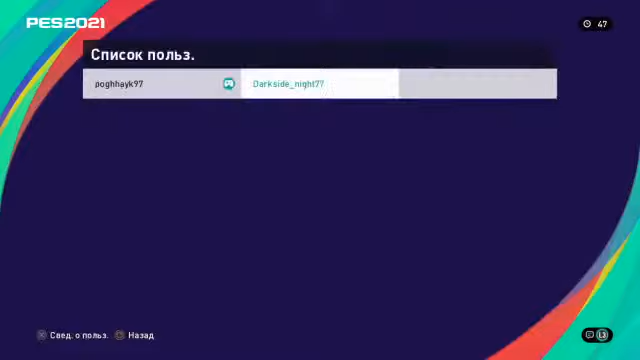 PES2021
47
Список польз.
poghhayk97 Darkside_night77
Свед. о польз. Назад
L3